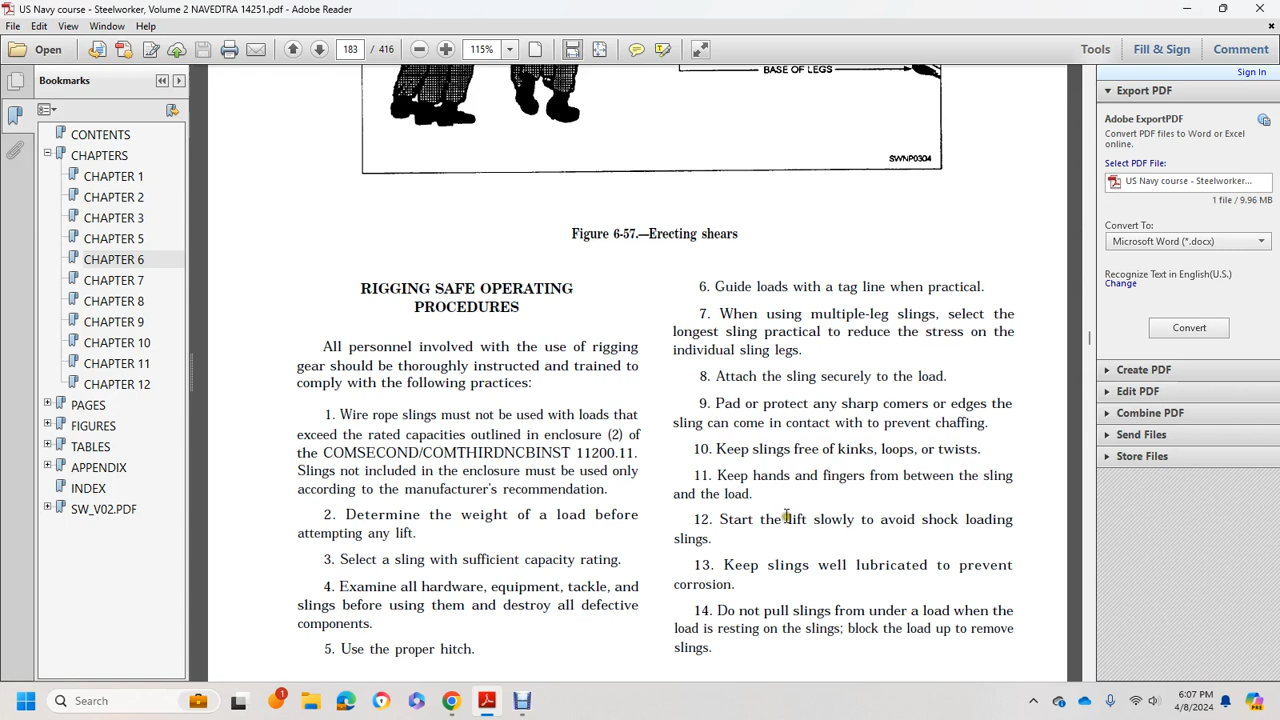 US Navy course - Steelworker, Volume 2 NAVEDTRA 14251.pdf - Adobe Reader
File Edit View Window Help
Open
183 / 416
115%
Tools
Fill & Sign
Comment
Bookmarks
CONTENTS
CHAPTERS
CHAPTER 1
CHAPTER 2
CHAPTER 3
CHAPTER 5
CHAPTER 6
CHAPTER 7
CHAPTER 8
CHAPTER 9
CHAPTER 10
CHAPTER 11
CHAPTER 12
PAGES
FIGURES
TABLES
APPENDIX
INDEX
SW_V02.PDF
BASE OF LEGS
SWNP0304
Figure 6-57.—Erecting shears
RIGGING SAFE OPERATING
PROCEDURES
All personnel involved with the use of rigging
gear should be thoroughly instructed and trained to
comply with the following practices:
1. Wire rope slings must not be used with loads that
exceed the rated capacities outlined in enclosure (2) of
the COMSECOND/COMTHIRDNCBINST 11200.11.
Slings not included in the enclosure must be used only
according to the manufacturer's recommendation.
2. Determine the weight of a load before
attempting any lift.
3. Select a sling with sufficient capacity rating.
4. Examine all hardware, equipment, tackle, and
slings before using them and destroy all defective
components.
5. Use the proper hitch.
6. Guide loads with a tag line when practical.
7. When using multiple-leg slings, select the
longest sling practical to reduce the stress on the
individual sling legs.
8. Attach the sling securely to the load.
9. Pad or protect any sharp comers or edges the
sling can come in contact with to prevent chaffing.
10. Keep slings free of kinks, loops, or twists.
11. Keep hands and fingers from between the sling
and the load.
12. Start the lift slowly to avoid shock loading
slings.
13. Keep slings well lubricated to prevent
corrosion.
14. Do not pull slings from under a load when the
load is resting on the slings; block the load up to remove
slings.
Sign In
Export PDF
Adobe ExportPDF
Convert PDF files to Word or Excel
online.
Select PDF File:
US Navy course - Steelworker...
1 file / 9.96 MB
Convert To:
Microsoft Word (*.docx)
Recognize Text in English(U.S.)
Change
Convert
Create PDF
Edit PDF
Combine PDF
Send Files
Store Files
Search
1
6:07 PM
4/8/2024